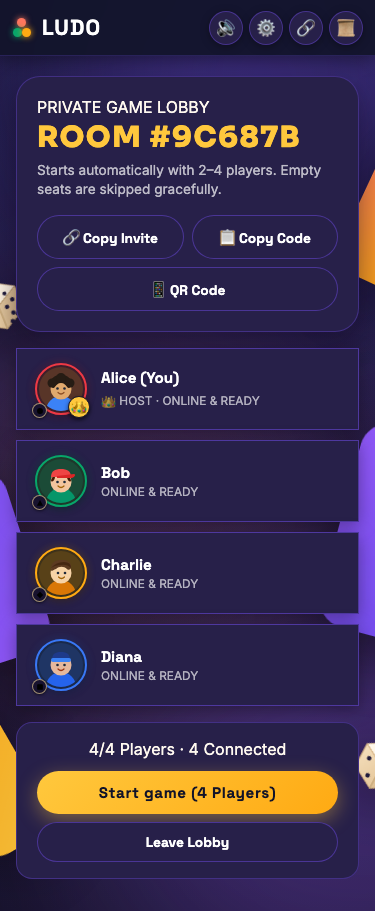 LUDO
PRIVATE GAME LOBBY
ROOM #9C687B
Starts automatically with 2–4 players. Empty
seats are skipped gracefully.
Copy Invite
Copy Code
QR Code
Alice (You)
HOST · ONLINE & READY
Bob
ONLINE & READY
Charlie
ONLINE & READY
Diana
ONLINE & READY
4/4 Players · 4 Connected
Start game (4 Players)
Leave Lobby